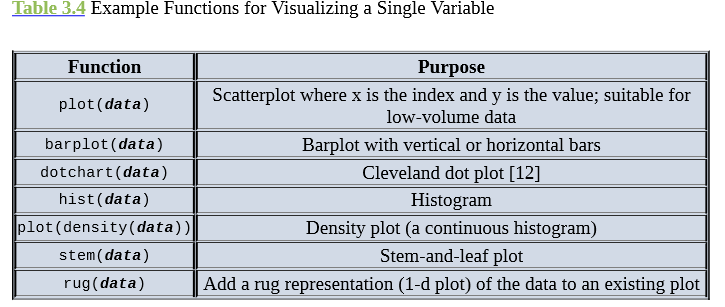 Table 3.4 Example Functions for Visualizing a Single Variable
Function Purpose
plot(data) Scatterplot where x is the index and y is the value; suitable for
low-volume data
barplot(data) Barplot with vertical or horizontal bars
dotchart(data) Cleveland dot plot [12]
hist(data) Histogram
plot(density(data)) Density plot (a continuous histogram)
stem(data) Stem-and-leaf plot
rug(data) Add a rug representation (1-d plot) of the data to an existing plot